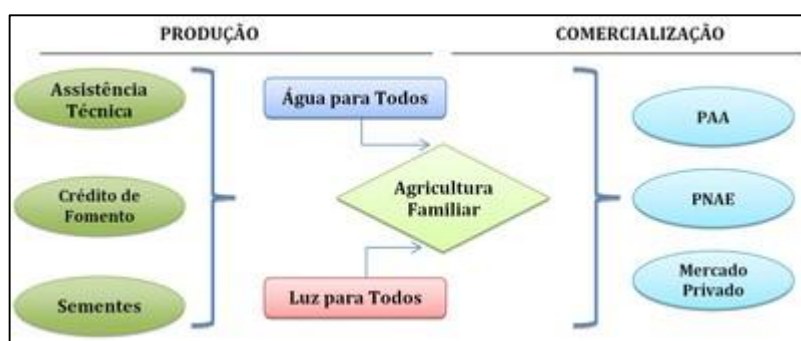 PRODUÇÃO
COMERCIALIZAÇÃO
Assistência
Técnica
Crédito de
Fomento
Sementes
Água para Todos
Agricultura
Familiar
Luz para Todos
PAA
PNAE
Mercado
Privado